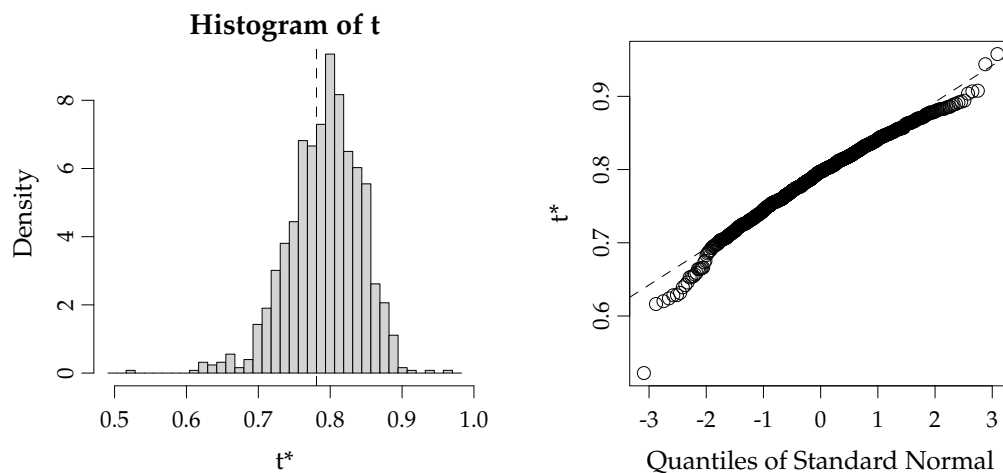 Histogram of t
Density
0 2 4 6 8
0.5 0.6 0.7 0.8 0.9 1.0
t*
t*
0.6 0.7 0.8 0.9
-3 -2 -1 0 1 2 3
Quantiles of Standard Normal